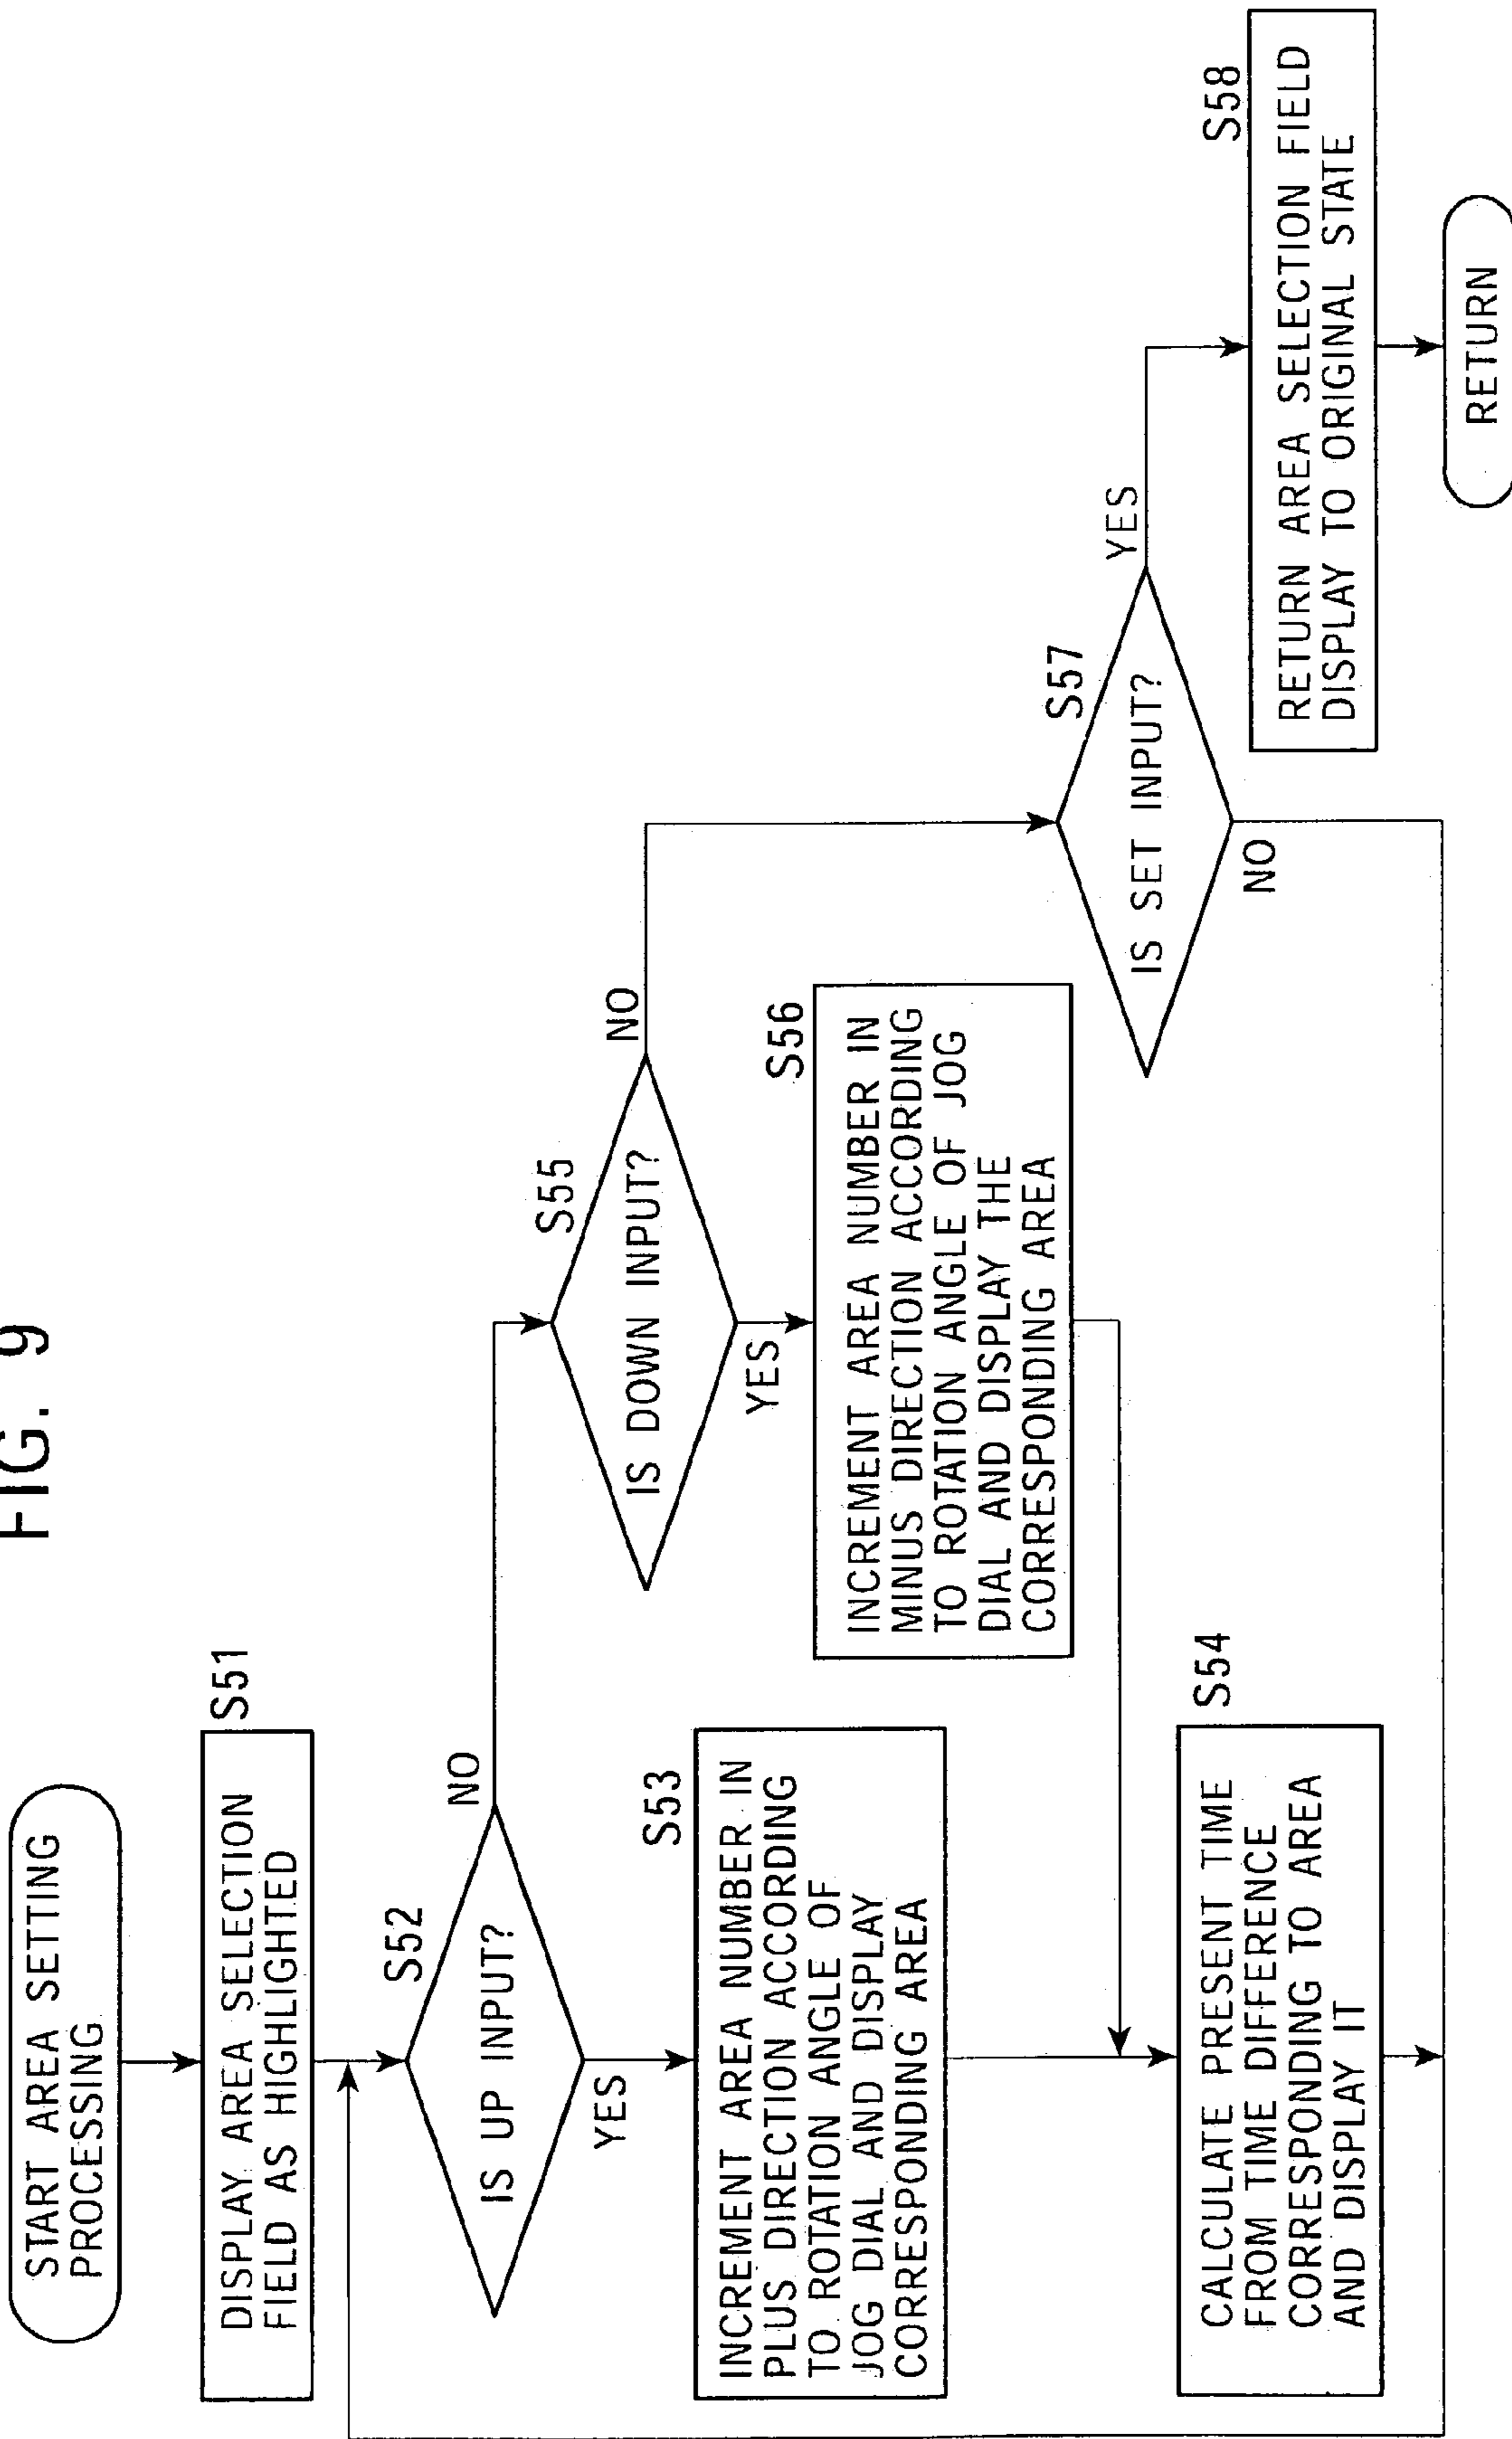 FIG. 9
START AREA SETTING
PROCESSING
S51
DISPLAY AREA SELECTION
FIELD AS HIGHLIGHTED
S52
IS UP INPUT?
NO
YES
S53
INCREMENT AREA NUMBER IN
PLUS DIRECTION ACCORDING
TO ROTATION ANGLE OF
JOG DIAL AND DISPLAY
CORRESPONDING AREA
S54
CALCULATE PRESENT TIME
FROM TIME DIFFERENCE
CORRESPONDING TO AREA
AND DISPLAY IT
S55
IS DOWN INPUT?
NO
YES
S56
INCREMENT AREA NUMBER IN
MINUS DIRECTION ACCORDING
TO ROTATION ANGLE OF JOG
DIAL AND DISPLAY THE
CORRESPONDING AREA
S57
IS SET INPUT?
YES
NO
S58
RETURN AREA SELECTION FIELD
DISPLAY TO ORIGINAL STATE
RETURN